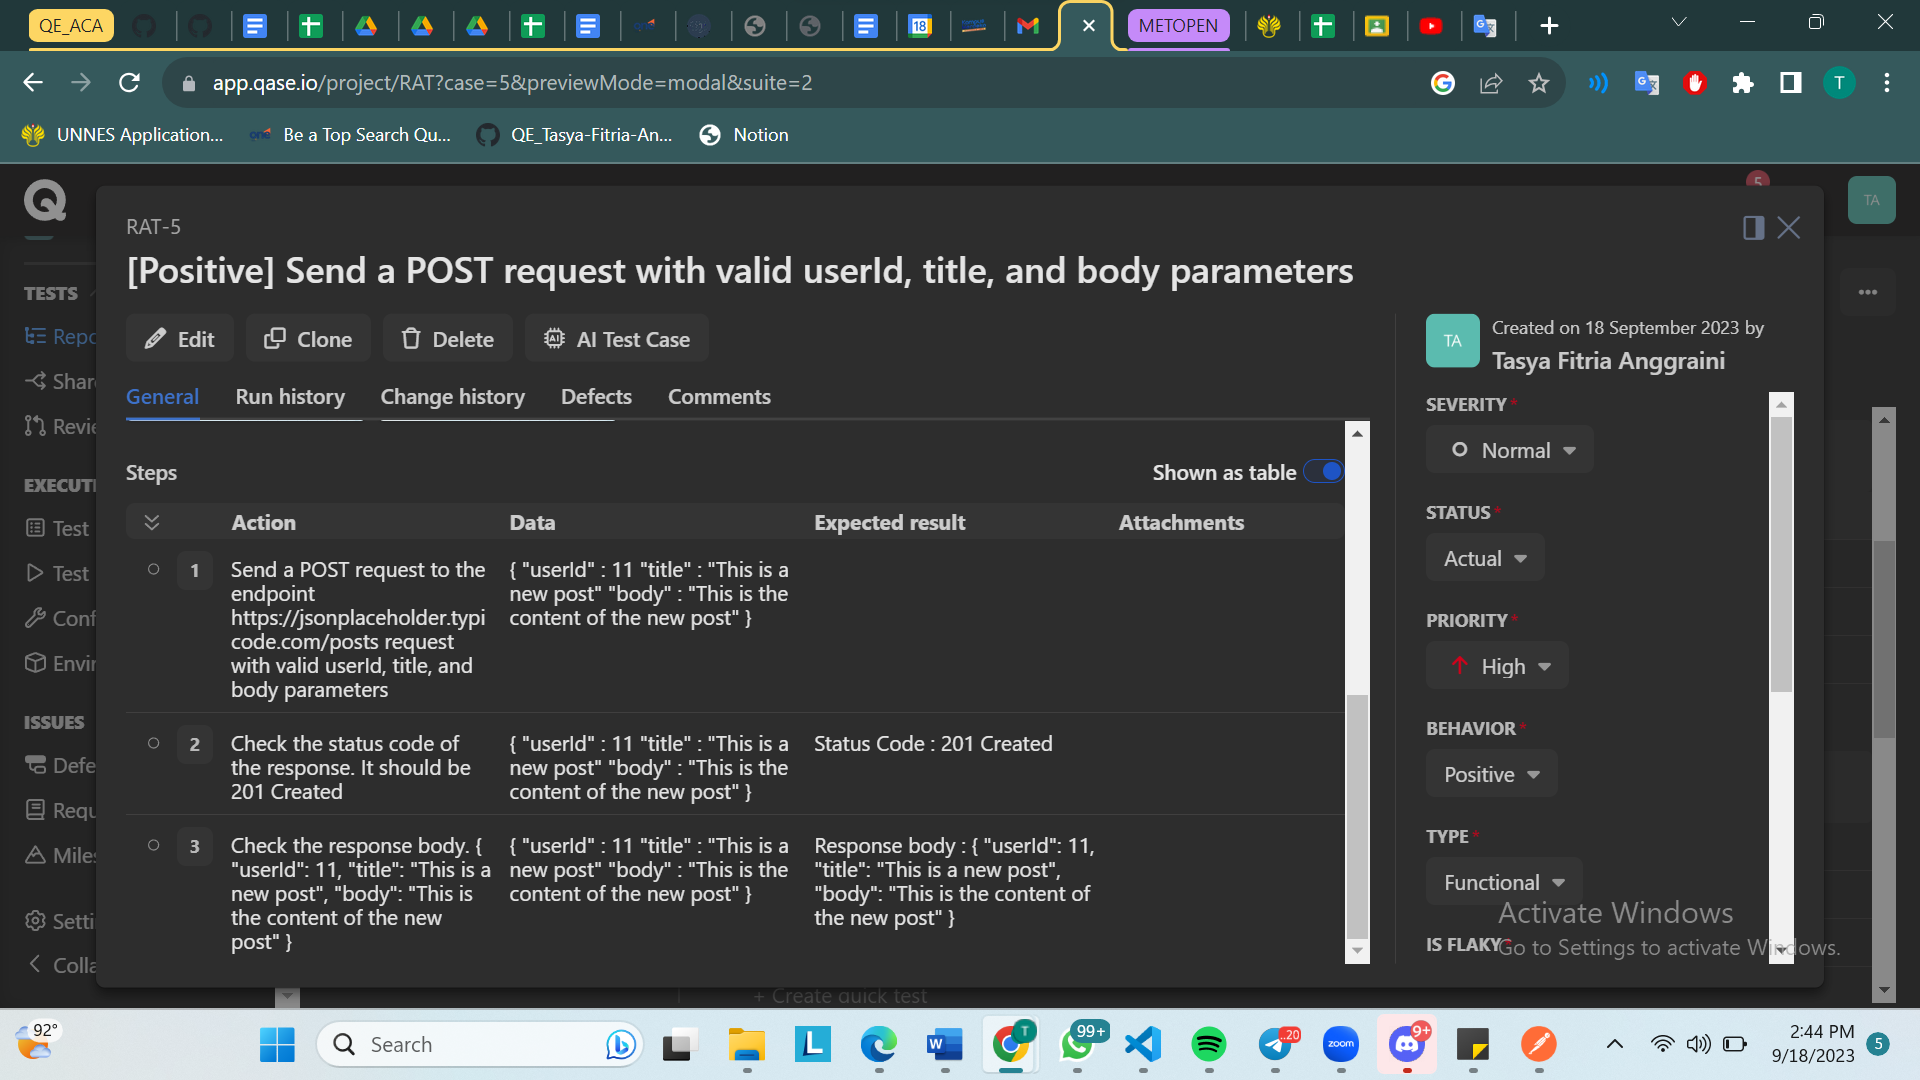 QE_ACA
18
METOPEN
app.qase.io/project/RAT?case=5&previewMode=modal&suite=2
T
UNNES Application...
one
Be a Top Search Qu...
QE_Tasya-Fitria-An...
Notion
5
TA
RAT-5
[Positive] Send a POST request with valid userId, title, and body parameters
Edit
Clone
Delete
AI Test Case
General
Run history
Change history
Defects
Comments
TESTS
Repo
Share
Revie
EXECUTI
Test
Test
Conf
Envir
ISSUES
Defe
Requ
Miles
Setti
Colla
Steps
Shown as table
Action
Data
Expected result
Attachments
1
Send a POST request to the
endpoint
https://jsonplaceholder.typi
code.com/posts request
with valid userId, title, and
body parameters
{ "userId" : 11 "title" : "This is a
new post" "body" : "This is the
content of the new post" }
2
Check the status code of
the response. It should be
201 Created
{ "userId" : 11 "title" : "This is a
new post" "body" : "This is the
content of the new post" }
Status Code : 201 Created
3
Check the response body. {
"userId": 11, "title": "This is a
new post", "body": "This is
the content of the new
post" }
{ "userId" : 11 "title" : "This is a
new post" "body" : "This is the
content of the new post" }
Response body : { "userId": 11,
"title": "This is a new post",
"body": "This is the content of
the new post" }
TA
Created on 18 September 2023 by
Tasya Fitria Anggraini
SEVERITY*
Normal
STATUS*
Actual
PRIORITY*
High
BEHAVIOR*
Positive
TYPE*
Functional
IS FLAKY*
Activate Windows
Go to Settings to activate Windows.
+ Create quick test
92°
Search
L
W
T
99+
20
zoom
9+
2:44 PM
9/18/2023
5